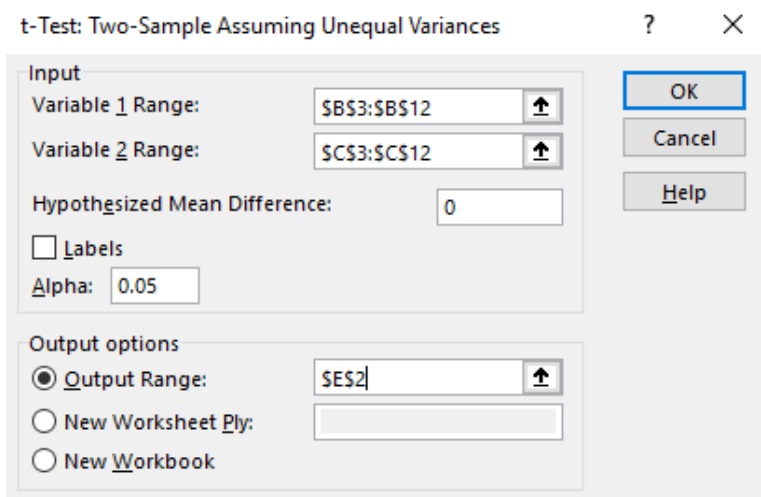 t-Test: Two-Sample Assuming Unequal Variances ? ×
Input
Variable 1 Range: $B$3:$B$12
Variable 2 Range: $C$3:$C$12
Hypothesized Mean Difference: 0
Labels
Alpha: 0.05
OK
Cancel
Help
Output options
Output Range: $E$2
New Worksheet Ply:
New Workbook